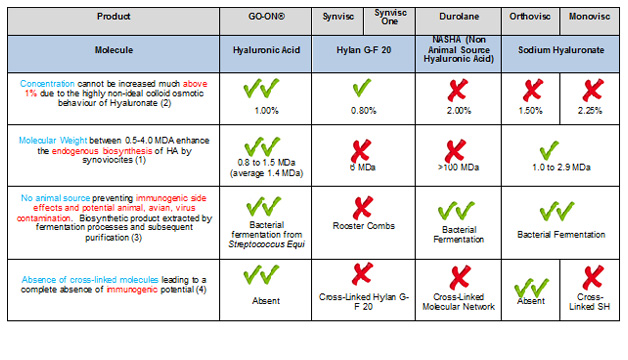 Product
GO-ON®
Synvisc
Synvisc
One
Durolane
Orthovisc
Monovisc
Molecule
Hyaluronic Acid
Hylan G-F 20
NASHA (Non
Animal Source
Hyaluronic Acid)
Sodium Hyaluronate
Concentration cannot be increased much above
1% due to the highly non-ideal colloid osmotic
behaviour of Hyaluronate (2)
1.00%
0.80%
2.00%
1.50%
2.25%
Molecular Weight between 0.5-4.0 MDA enhance
the endogenous biosynthesis of HA by
synoviocytes (1)
0.8 to 1.5 MDa
(average 1.4 MDa)
6 MDa
>100 MDa
1.0 to 2.9 MDa
No animal source preventing immunogenic side
effects and potential animal, avian, virus
contamination. Biosynthetic product extracted by
fermentation processes and subsequent
purification (3)
Bacterial
fermentation from
Streptococcus Equi
Rooster Combs
Bacterial
Fermentation
Bacterial Fermentation
Absence of cross-linked molecules leading to a
complete absence of immunogenic potential (4)
Absent
Cross-Linked Hylan G-
F 20
Cross-Linked
Molecular Network
Absent
Cross-
Linked SH